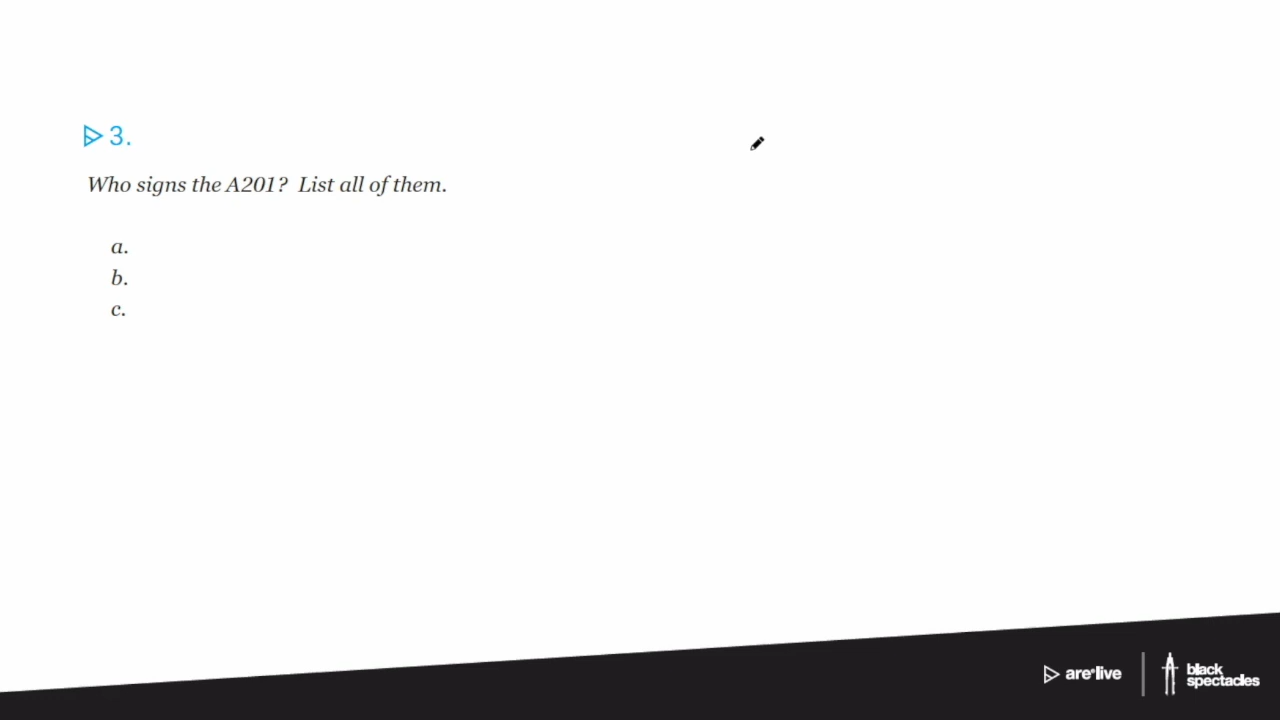 3.
Who signs the A201?  List all of them.
a.
b.
c.
are®live
black
spectacles